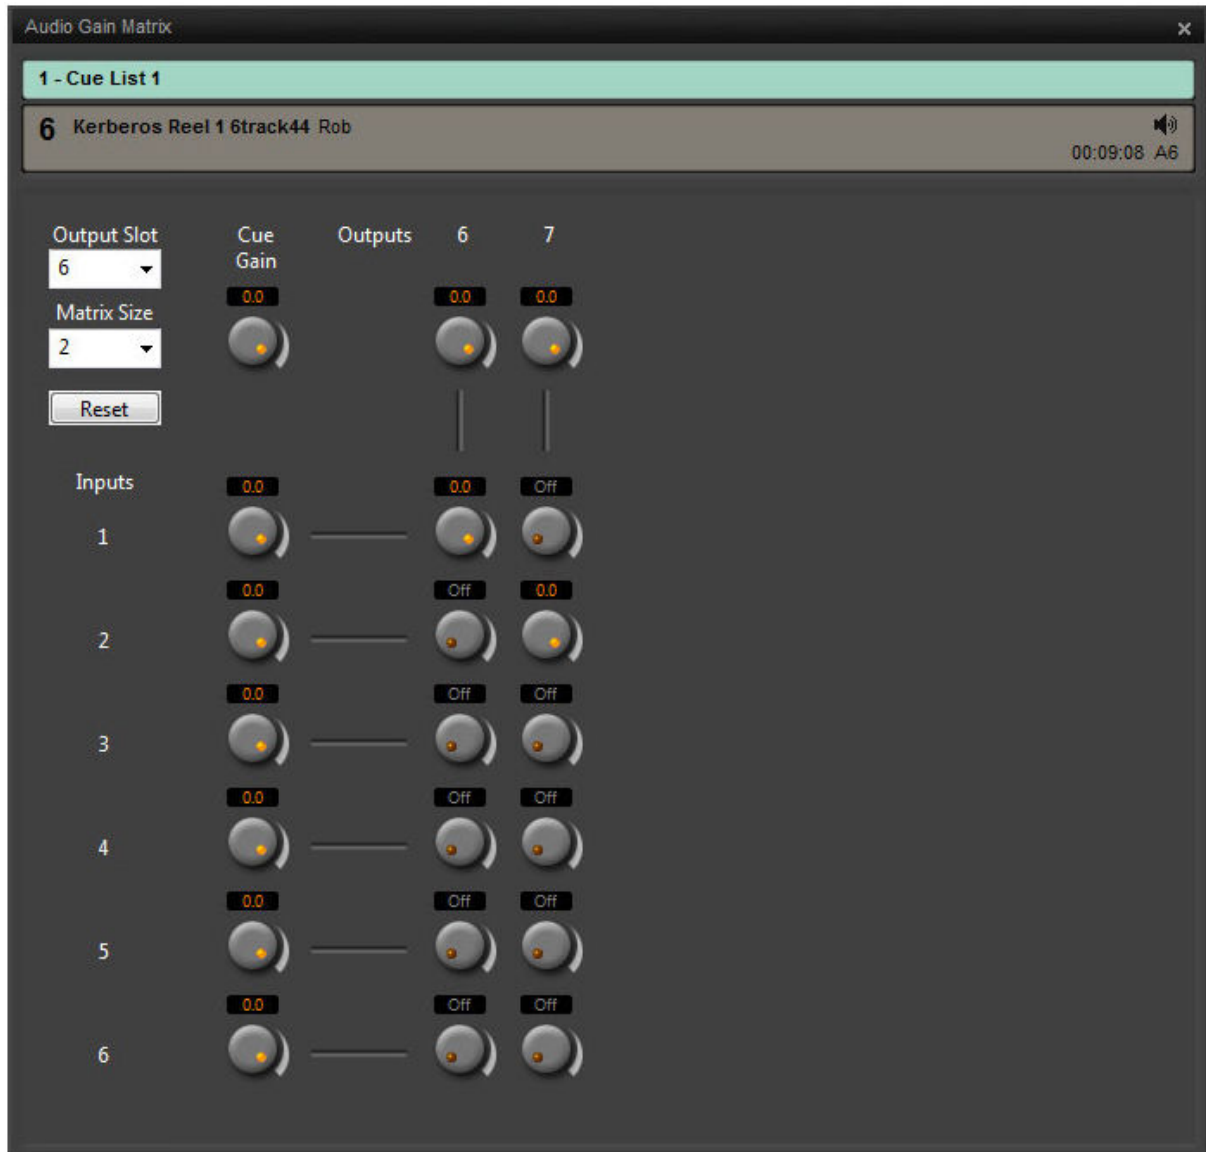 Audio Gain Matrix x
1 - Cue List 1
6 Kerberos Reel 1 6track44 Rob
00:09:08 A6
Output Slot Cue Gain Outputs 6 7
6
0.0 0.0 0.0
Matrix Size
2
Reset
Inputs
0.0 0.0 Off
1
0.0 Off 0.0
2
0.0 Off Off
3
0.0 Off Off
4
0.0 Off Off
5
0.0 Off Off
6